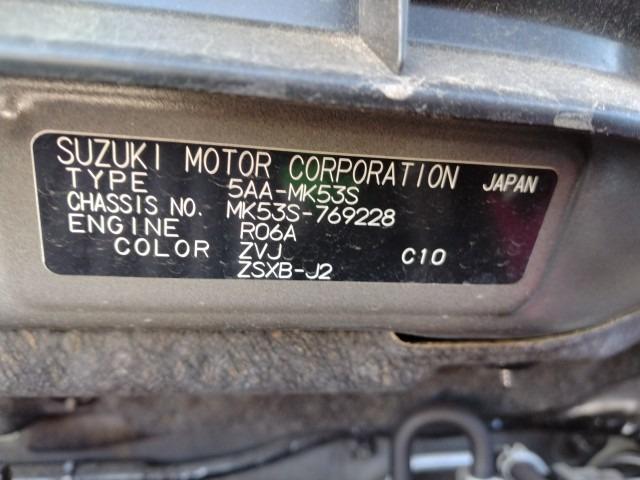 SUZUKI MOTOR CORPORATION JAPAN
TYPE 5AA-MK53S
CHASSIS NO. MK53S-769228
ENGINE R06A
COLOR ZVJ C10
ZSXB-J2